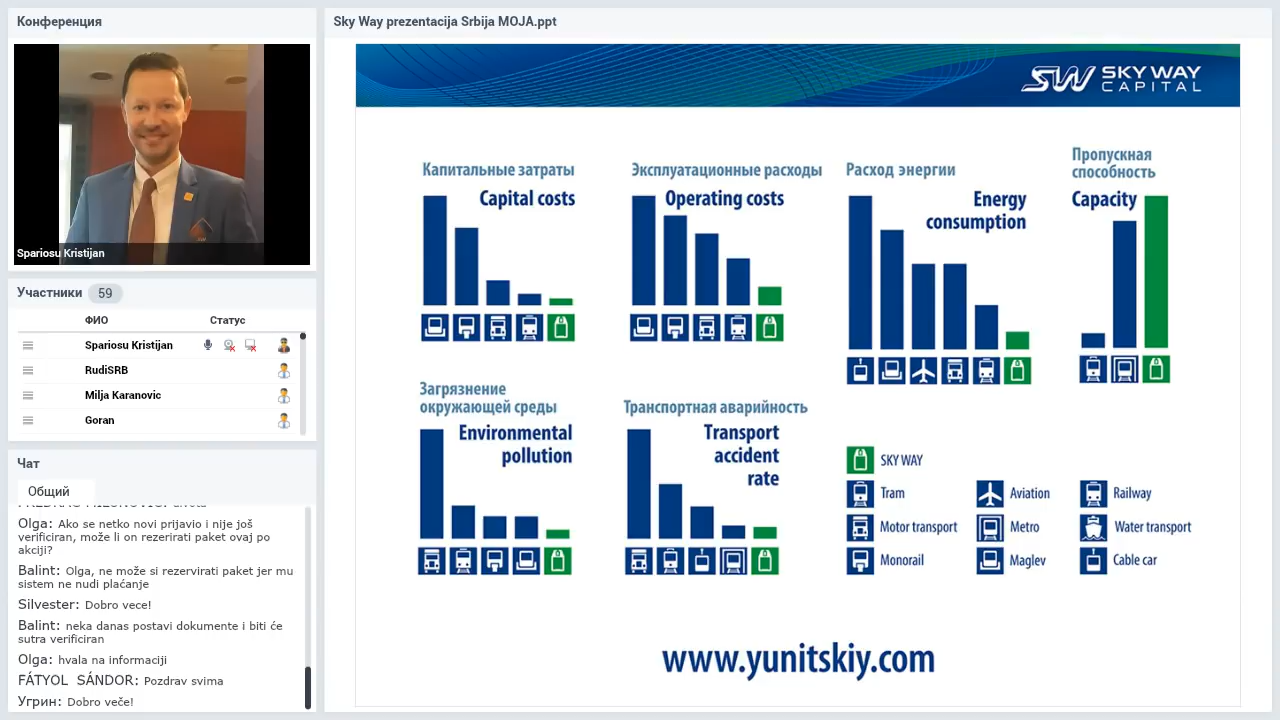 Конференция
Spariosu Kristijan
Участники 59
ФИО Статус
Spariosu Kristijan
RudiSRB
Milja Karanovic
Goran
Чат
Общий
Olga: Ako se netko novi prijavio i nije još
verificiran, može li on rezervirati paket ovaj po
akciji?
Balint: Olga, ne može si rezervirati paket jer mu
sistem ne nudi plaćanje
Silvester: Dobro vece!
Balint: neka danas postavi dokumente i biti će
sutra verificiran
Olga: hvala na informaciji
FÁTYOL SÁNDOR: Pozdrav svima
Угрин: Dobro veče!
Sky Way prezentacija Srbija MOJA.ppt
SW SKY WAY
CAPITAL
Капитальные затраты
Capital costs
Эксплуатационные расходы
Operating costs
Расход энергии
Energy
consumption
Пропускная
способность
Capacity
Загрязнение
окружающей среды
Environmental
pollution
Транспортная аварийность
Transport
accident
rate
SKY WAY
Tram
Aviation
Railway
Motor transport
Metro
Water transport
Monorail
Maglev
Cable car
www.yunitskiy.com